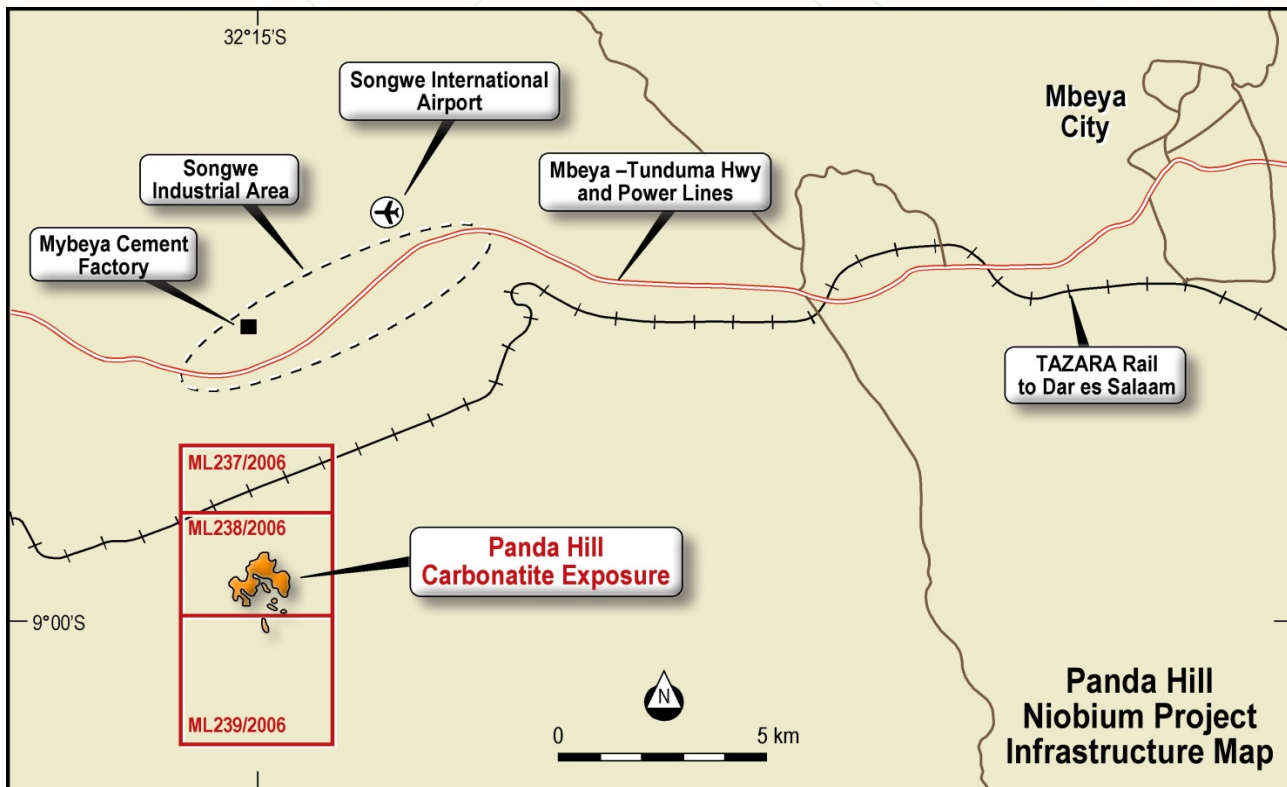 32°15'S
Songwe International
Airport
Mbeya
City
Songwe
Industrial Area
Mbeya –Tunduma Hwy
and Power Lines
Mybeya Cement
Factory
TAZARA Rail
to Dar es Salaam
ML237/2006
ML238/2006
Panda Hill
Carbonatite Exposure
9°00'S
ML239/2006
N
0 5 km
Panda Hill
Niobium Project
Infrastructure Map